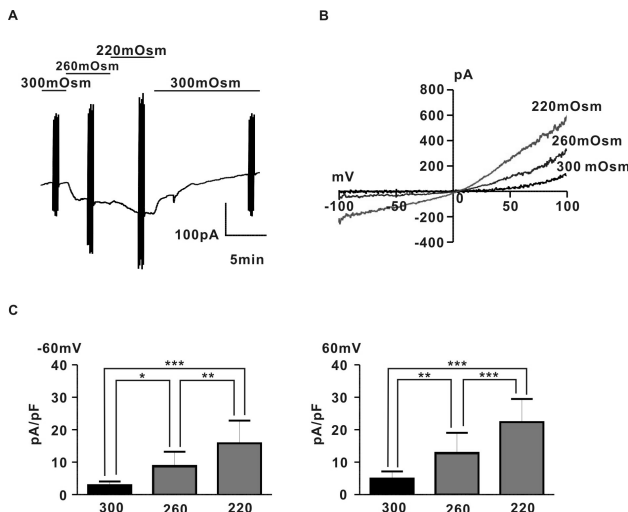 A
220mOsm
260mOsm
300mOsm 300mOsm
100pA
5min
B
pA
800
600
400
200
mV
-100 -50 0 50 100
-200
-400
220mOsm
260mOsm
300 mOsm
C
-60mV
pA/pF
40
30
20
10
0
***
* **
300 260 220
60mV
pA/pF
40
30
20
10
0
***
** ***
300 260 220